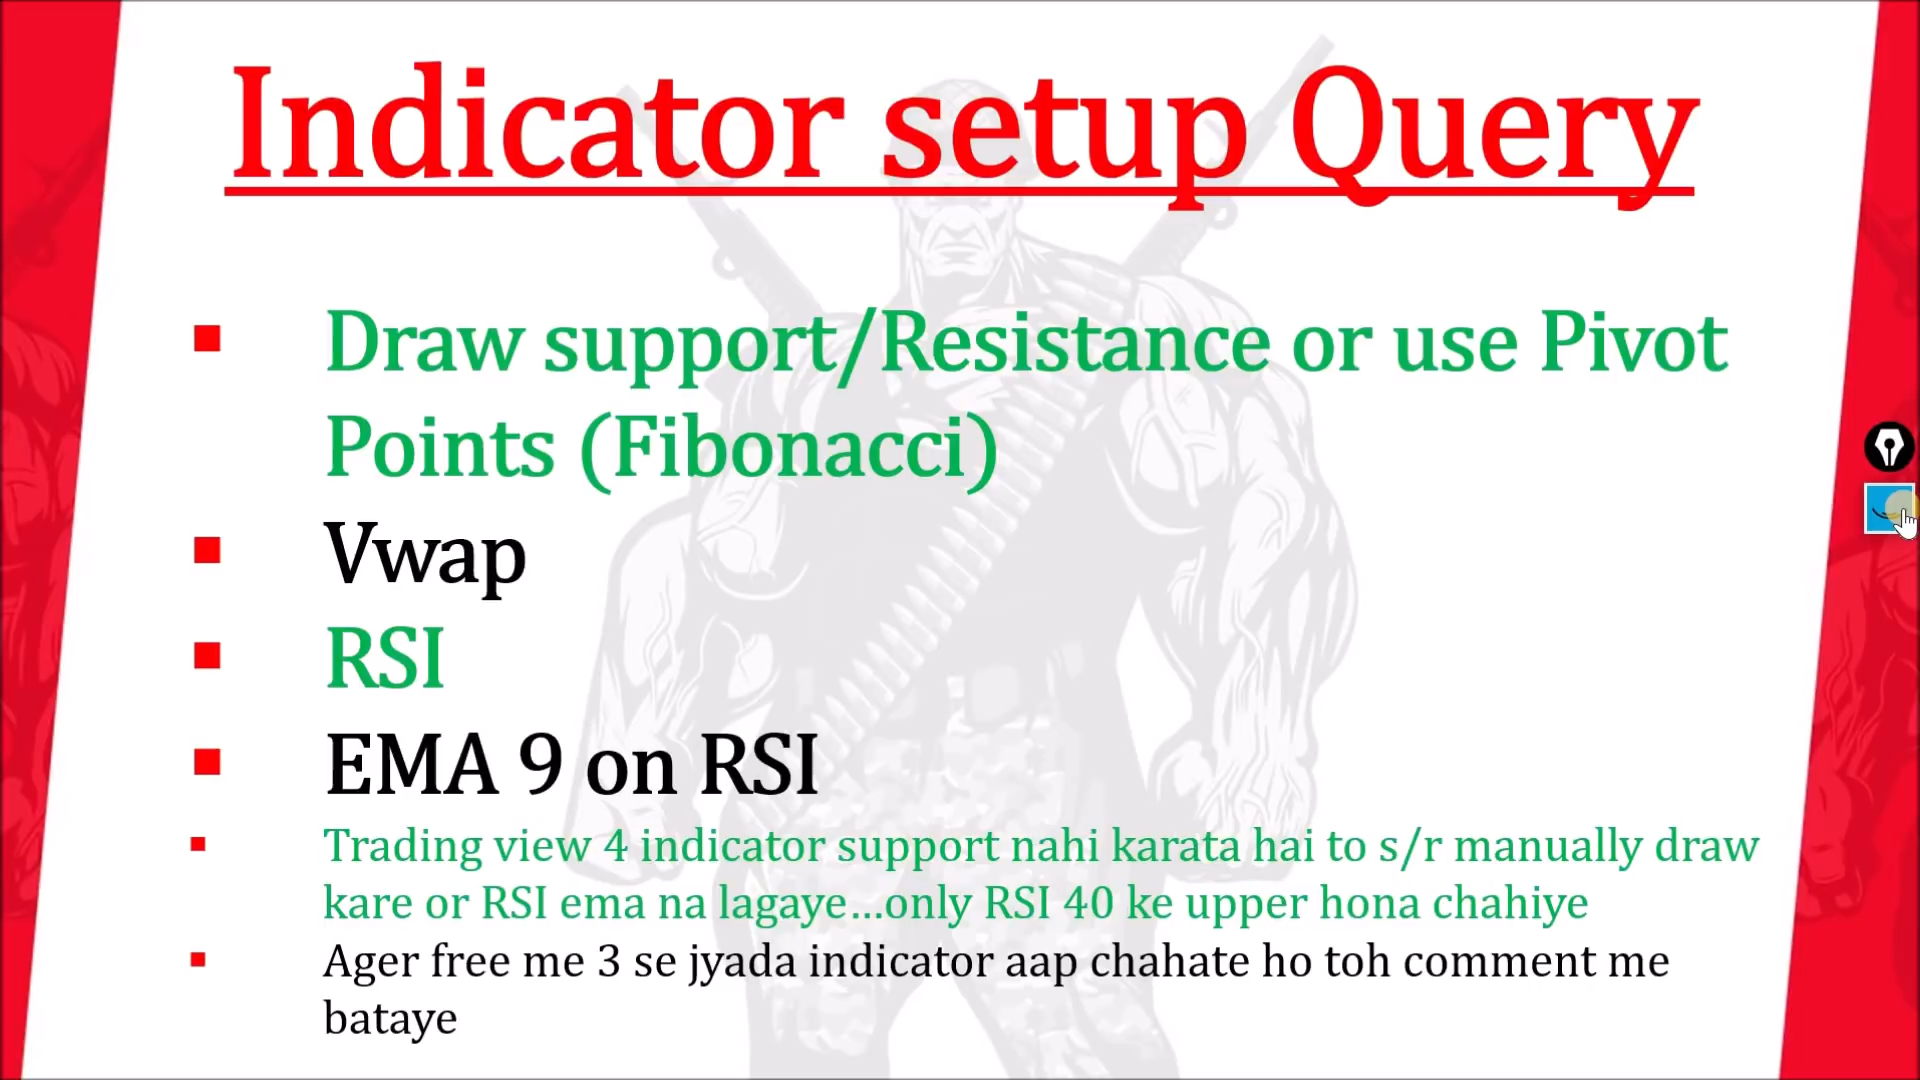 Indicator setup Query
Draw support/Resistance or use Pivot
Points (Fibonacci)
Vwap
RSI
EMA 9 on RSI
Trading view 4 indicator support nahi karata hai to s/r manually draw
kare or RSI ema na lagaye...only RSI 40 ke upper hona chahiye
Ager free me 3 se jyada indicator aap chahate ho toh comment me
bataye